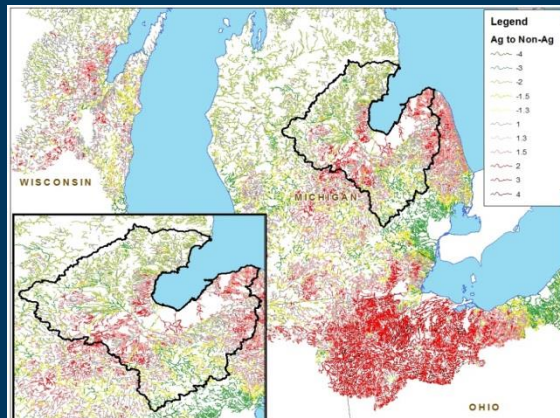 Legend
Ag to Non-Ag
-4
-3
-2
-1.5
-1.3
1
1.3
1.5
2
3
4
WISCONSIN
MICHIGAN
OHIO